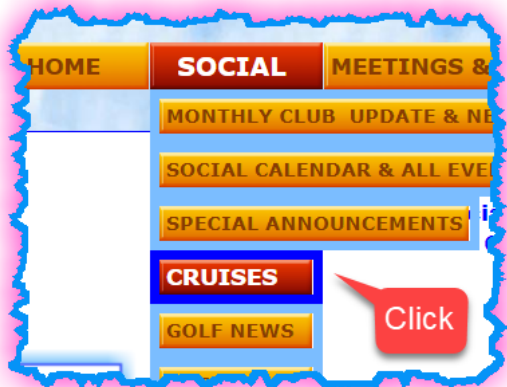 HOME SOCIAL MEETINGS &
MONTHLY CLUB UPDATE & NE
SOCIAL CALENDAR & ALL EVE
SPECIAL ANNOUNCEMENTS
CRUISES
Click
GOLF NEWS